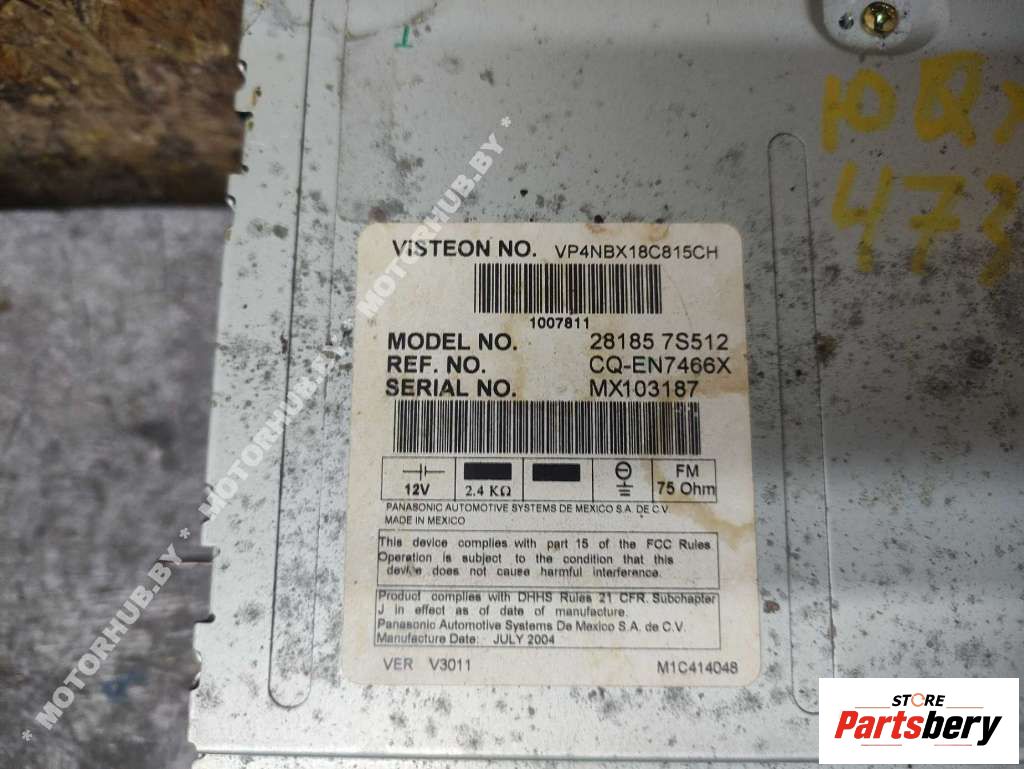 VISTEON NO. VP4NBX18C815CH
1007811
MODEL NO. 28185 7S512
REF. NO. CQ-EN7466X
SERIAL NO. MX103187
12V 2.4 KΩ FM 75 Ohm
PANASONIC AUTOMOTIVE SYSTEMS DE MEXICO S.A. DE C.V.
MADE IN MEXICO
This device complies with part 15 of the FCC Rules
Operation is subject to the condition that this
device does not cause harmful interference.
Product complies with DHHS Rules 21 CFR. Subchapter
J in effect as of date of manufacture.
Panasonic Automotive Systems De Mexico S.A. de C.V.
Manufacture Date: JULY 2004
VER V3011 M1C414048
473
* MOTORHUB.BY * MOTORHUB.BY * MOTORHUB.BY *
STORE
Partsbery